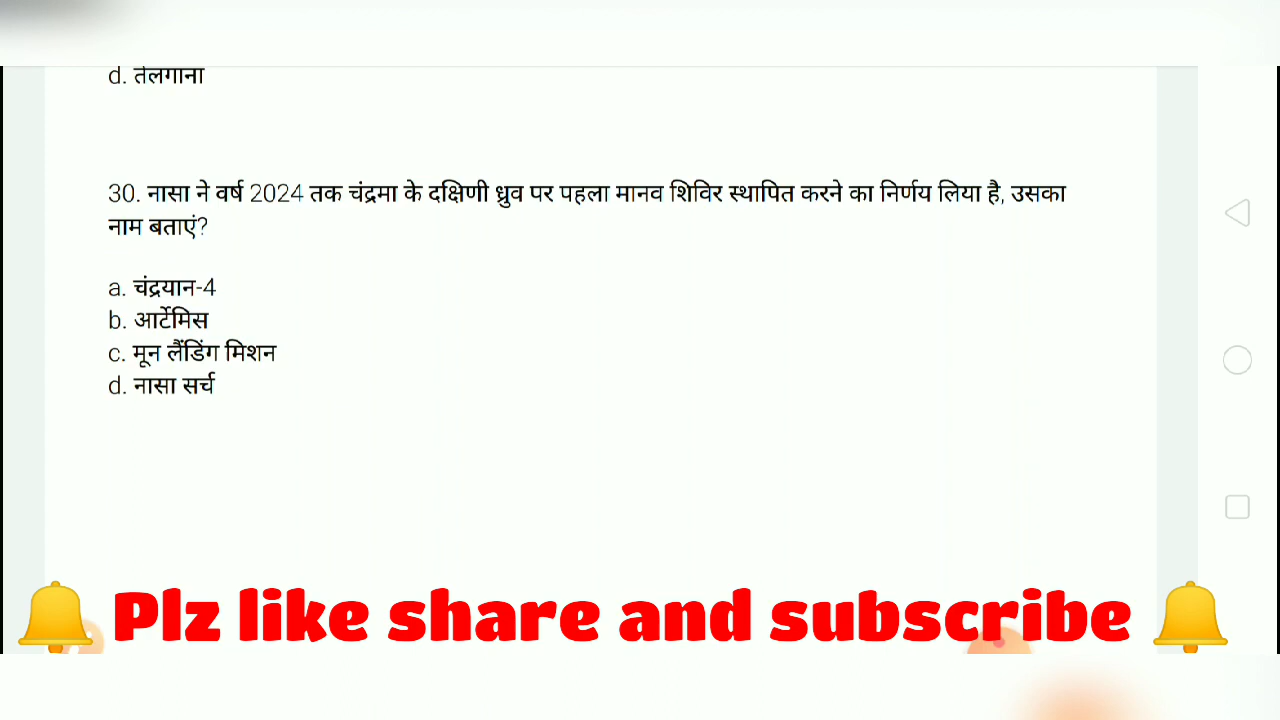 d. तेलंगाना
30. नासा ने वर्ष 2024 तक चंद्रमा के दक्षिणी ध्रुव पर पहला मानव शिविर स्थापित करने का निर्णय लिया है, उसका
नाम बताएं?
a. चंद्रयान-4
b. आर्टेमिस
c. मून लैंडिंग मिशन
d. नासा सर्च
Plz like share and subscribe